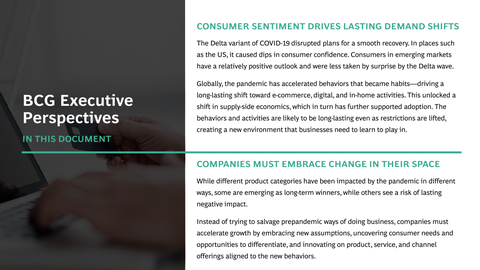 BCG Executive
Perspectives
IN THIS DOCUMENT
CONSUMER SENTIMENT DRIVES LASTING DEMAND SHIFTS
The Delta variant of COVID-19 disrupted plans for a smooth recovery. In places such
as the US, it caused dips in consumer confidence. Consumers in emerging markets
have a relatively positive outlook and were less taken by surprise by the Delta wave.
Globally, the pandemic has accelerated behaviors that became habits—driving a
long-lasting shift toward e-commerce, digital, and in-home activities. This unlocked a
shift in supply-side economics, which in turn has further supported adoption. The
behaviors and activities are likely to be long-lasting even as restrictions are lifted,
creating a new environment that businesses need to learn to play in.
COMPANIES MUST EMBRACE CHANGE IN THEIR SPACE
While different product categories have been impacted by the pandemic in different
ways, some are emerging as long-term winners, while others see a risk of lasting
negative impact.
Instead of trying to salvage prepandemic ways of doing business, companies must
accelerate growth by embracing new assumptions, uncovering consumer needs and
opportunities to differentiate, and innovating on product, service, and channel
offerings aligned to the new behaviors.